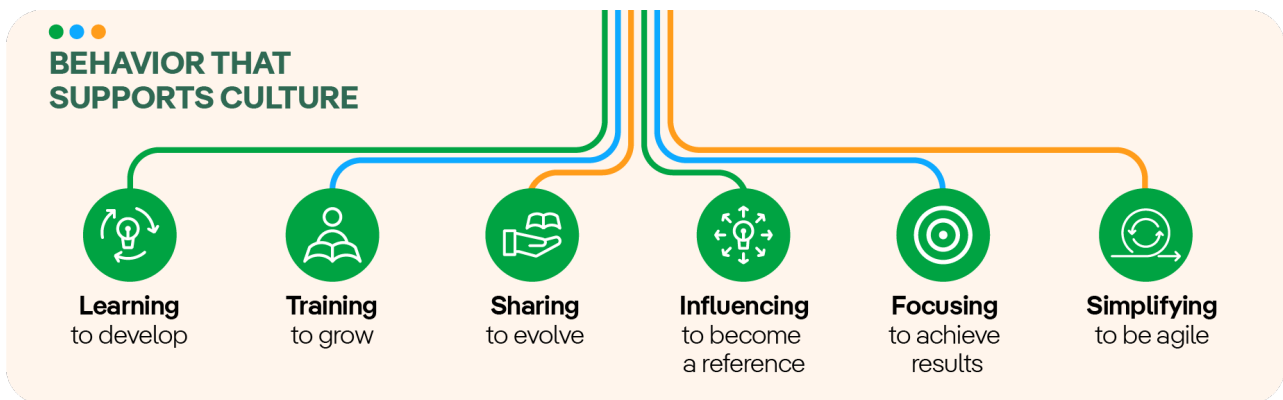 BEHAVIOR THAT
SUPPORTS CULTURE
Learning
to develop
Training
to grow
Sharing
to evolve
Influencing
to become
a reference
Focusing
to achieve
results
Simplifying
to be agile